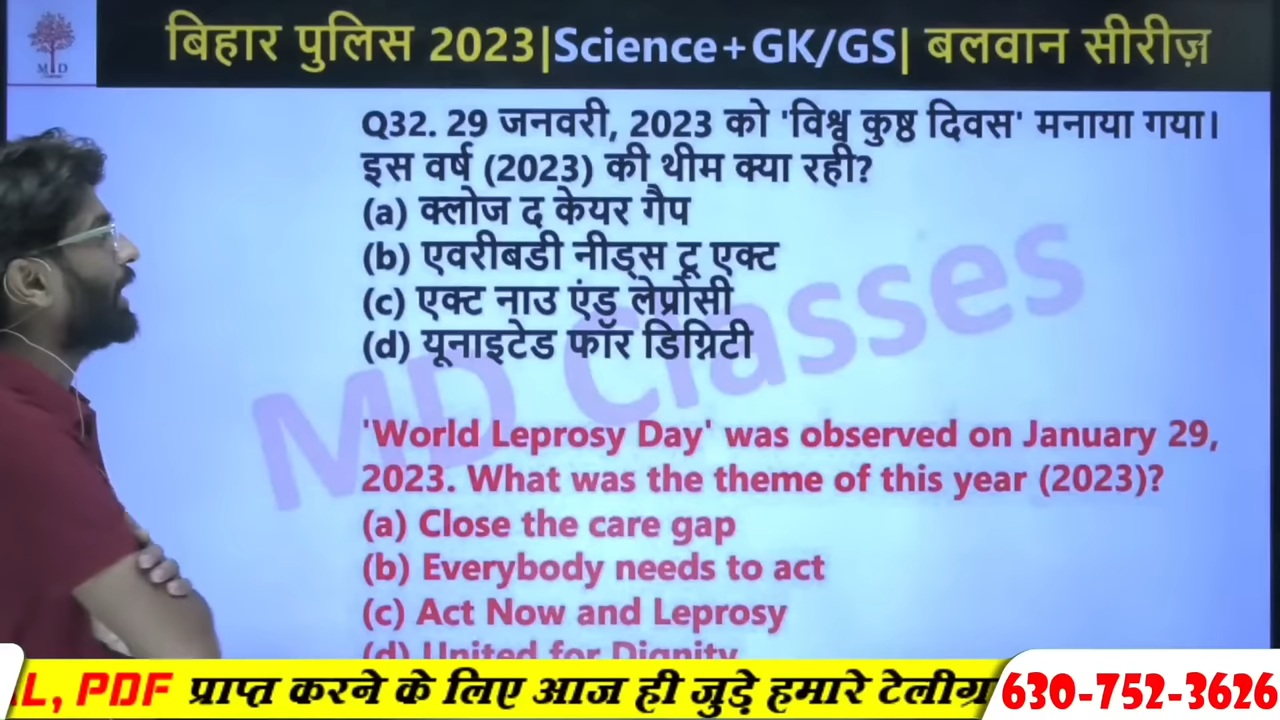 बिहार पुलिस 2023|Science+GK/GS| बलवान सीरीज़
M D
Q32. 29 जनवरी, 2023 को 'विश्व कुष्ठ दिवस' मनाया गया।
इस वर्ष (2023) की थीम क्या रही?
(a) क्लोज द केयर गैप
(b) एवरीबडी नीड्स टू एक्ट
(c) एक्ट नाउ एंड लेप्रोसी
(d) यूनाइटेड फॉर डिग्निटी
MD Classes
'World Leprosy Day' was observed on January 29,
2023. What was the theme of this year (2023)?
(a) Close the care gap
(b) Everybody needs to act
(c) Act Now and Leprosy
(d) United for Dignity
L, PDF प्राप्त करने के लिए आज ही जुड़े हमारे टेलीग्र
630-752-3626